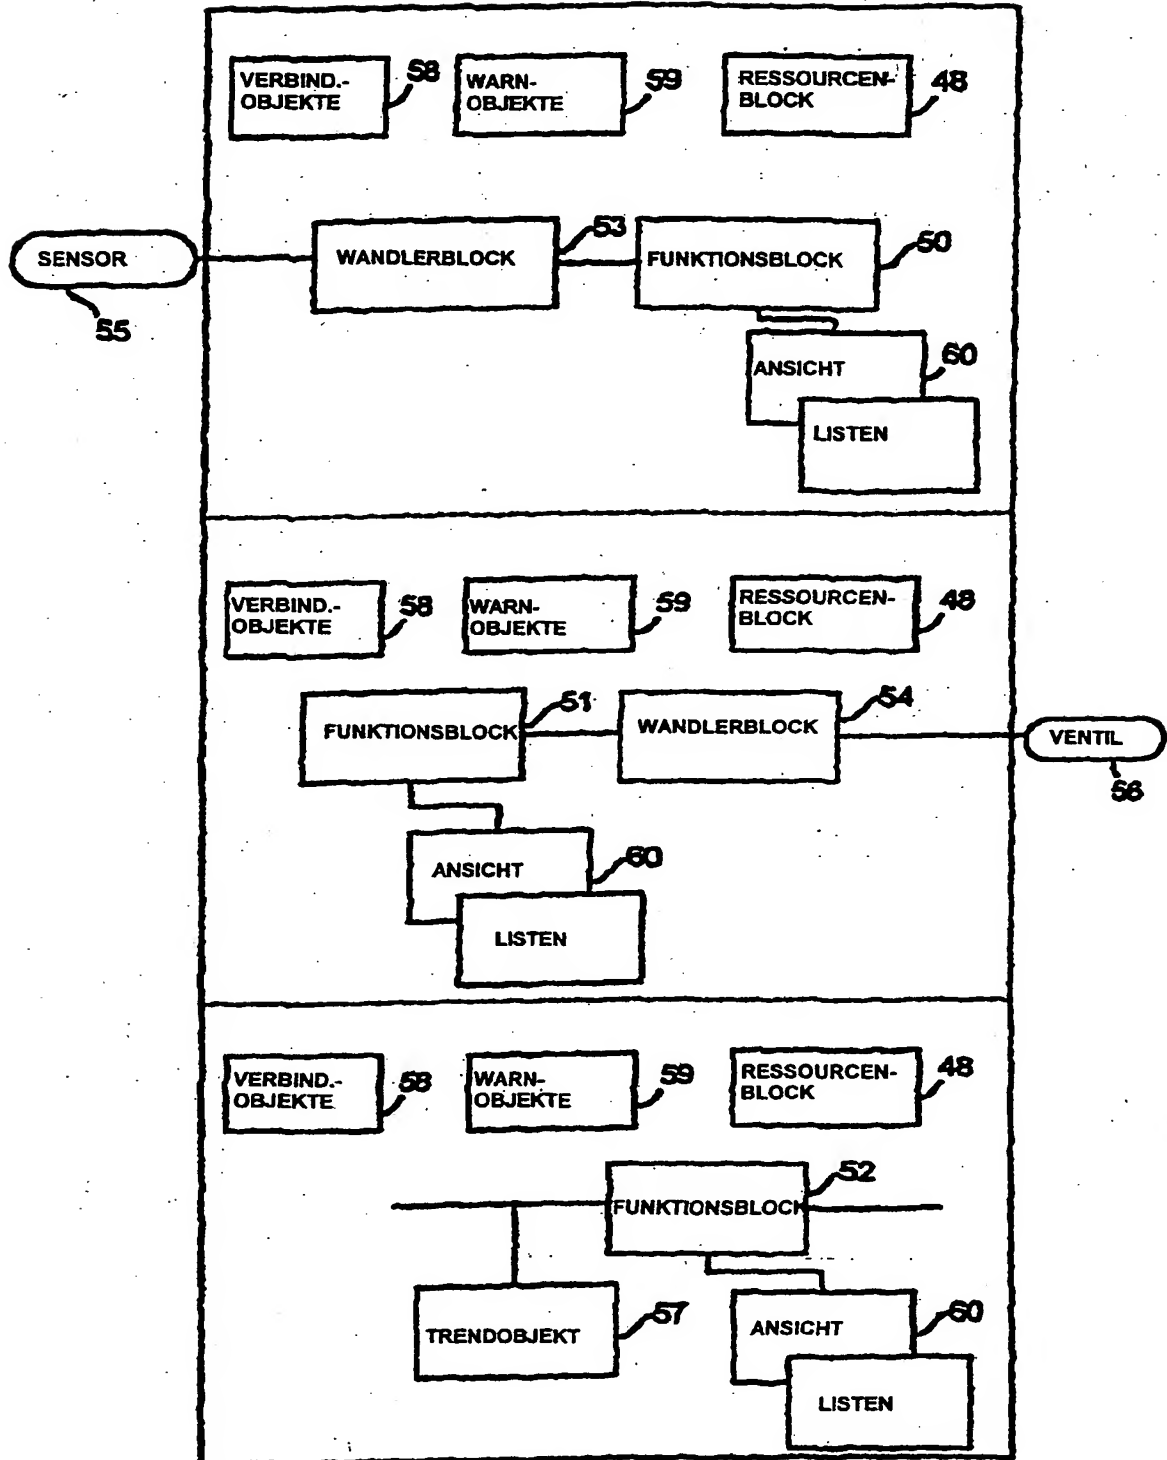 VERBIND.-
OBJEKTE
58
WARN-
OBJEKTE
59
RESSOURCEN-
BLOCK
48
SENSOR
55
WANDLERBLOCK
53
FUNKTIONSBLOCK
50
ANSICHT
60
LISTEN
VERBIND.-
OBJEKTE
58
WARN-
OBJEKTE
59
RESSOURCEN-
BLOCK
48
FUNKTIONSBLOCK
51
WANDLERBLOCK
54
VENTIL
56
ANSICHT
60
LISTEN
VERBIND.-
OBJEKTE
58
WARN-
OBJEKTE
59
RESSOURCEN-
BLOCK
48
FUNKTIONSBLOCK
52
TRENDOBJEKT
57
ANSICHT
60
LISTEN